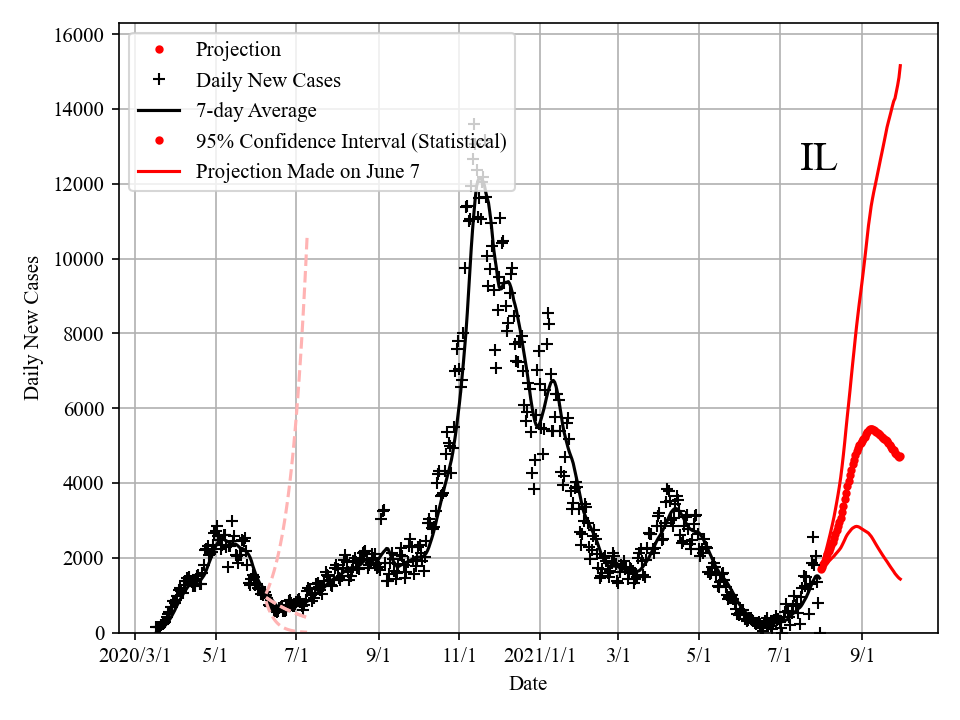 Projection
Daily New Cases
7-day Average
95% Confidence Interval (Statistical)
Projection Made on June 7
IL
16000
14000
12000
10000
8000
6000
4000
2000
0
Daily New Cases
2020/3/1 5/1 7/1 9/1 11/1 2021/1/1 3/1 5/1 7/1 9/1
Date